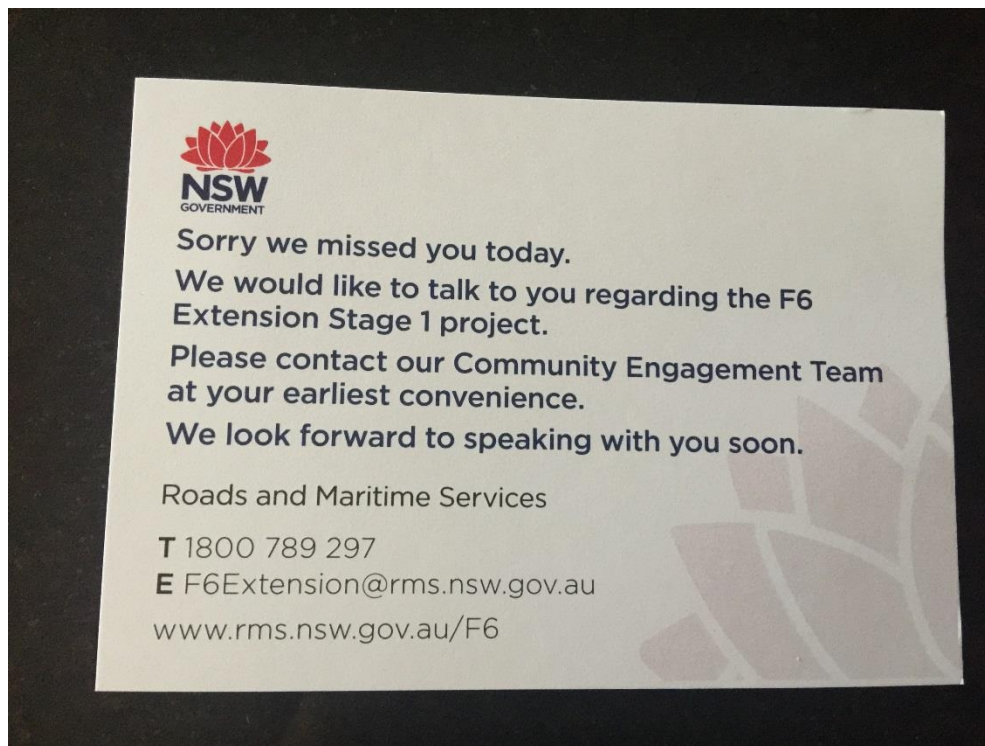 NSW
GOVERNMENT
Sorry we missed you today.
We would like to talk to you regarding the F6
Extension Stage 1 project.
Please contact our Community Engagement Team
at your earliest convenience.
We look forward to speaking with you soon.
Roads and Maritime Services
T 1800 789 297
E F6Extension@rms.nsw.gov.au
www.rms.nsw.gov.au/F6